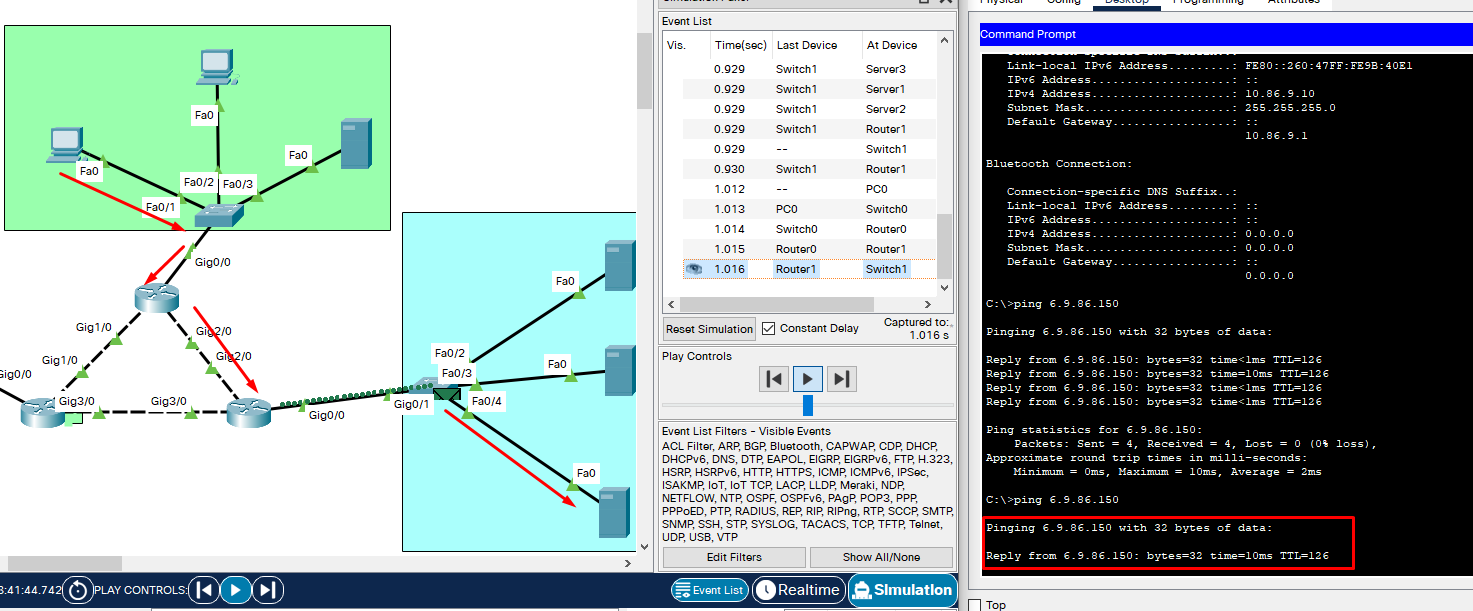 Fa0
Fa0
Fa0
Fa0/2
Fa0/3
Fa0/1
Gig0/0
Gig1/0
Gig2/0
Gig1/0
Gig2/0
Gig0/0
Gig3/0
Gig3/0
Gig0/0
Fa0
Fa0/2
Fa0
Fa0/3
Gig0/1
Fa0/4
Fa0
Event List
Vis. Time(sec) Last Device At Device
0.929 Switch1 Server3
0.929 Switch1 Server1
0.929 Switch1 Server2
0.929 Switch1 Router1
0.929 -- Switch1
0.930 Switch1 Router1
1.012 -- PC0
1.013 PC0 Switch0
1.014 Switch0 Router0
1.015 Router0 Router1
1.016 Router1 Switch1
Reset Simulation Constant Delay Captured to:
1.016 s
Play Controls
Event List Filters - Visible Events
ACL Filter, ARP, BGP, Bluetooth, CAPWAP, CDP, DHCP,
DHCPv6, DNS, DTP, EAPOL, EIGRP, EIGRPv6, FTP, H.323,
HSRP, HSRPv6, HTTP, HTTPS, ICMP, ICMPv6, IPSec,
ISAKMP, IoT, IoT TCP, LACP, LLDP, Meraki, NDP,
NETFLOW, NTP, OSPF, OSPFv6, PAgP, POP3, PPP,
PPPoED, PTP, RADIUS, REP, RIP, RIPng, RTP, SCCP, SMTP,
SNMP, SSH, STP, SYSLOG, TACACS, TCP, TFTP, Telnet,
UDP, USB, VTP
Edit Filters Show All/None
:41:44.742 PLAY CONTROLS: Event List Realtime Simulation
Physical Config Desktop Programming Attributes
Command Prompt
Link-local IPv6 Address.........: FE80::260:47FF:FE9B:40E1
IPv6 Address....................: ::
IPv4 Address....................: 10.86.9.10
Subnet Mask.....................: 255.255.255.0
Default Gateway.................: ::
10.86.9.1
Bluetooth Connection:
Connection-specific DNS Suffix..:
Link-local IPv6 Address.........: ::
IPv6 Address....................: ::
IPv4 Address....................: 0.0.0.0
Subnet Mask.....................: 0.0.0.0
Default Gateway.................: ::
0.0.0.0
C:\>ping 6.9.86.150
Pinging 6.9.86.150 with 32 bytes of data:
Reply from 6.9.86.150: bytes=32 time<1ms TTL=126
Reply from 6.9.86.150: bytes=32 time=10ms TTL=126
Reply from 6.9.86.150: bytes=32 time<1ms TTL=126
Reply from 6.9.86.150: bytes=32 time<1ms TTL=126
Ping statistics for 6.9.86.150:
Packets: Sent = 4, Received = 4, Lost = 0 (0% loss),
Approximate round trip times in milli-seconds:
Minimum = 0ms, Maximum = 10ms, Average = 2ms
C:\>ping 6.9.86.150
Pinging 6.9.86.150 with 32 bytes of data:
Reply from 6.9.86.150: bytes=32 time=10ms TTL=126
Top